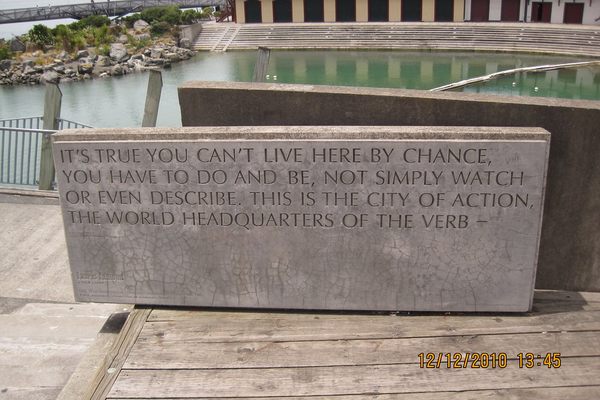 IT'S TRUE YOU CAN'T LIVE HERE BY CHANCE,
YOU HAVE TO DO AND BE, NOT SIMPLY WATCH
OR EVEN DESCRIBE. THIS IS THE CITY OF ACTION,
THE WORLD HEADQUARTERS OF THE VERB –
12/12/2010 13:45